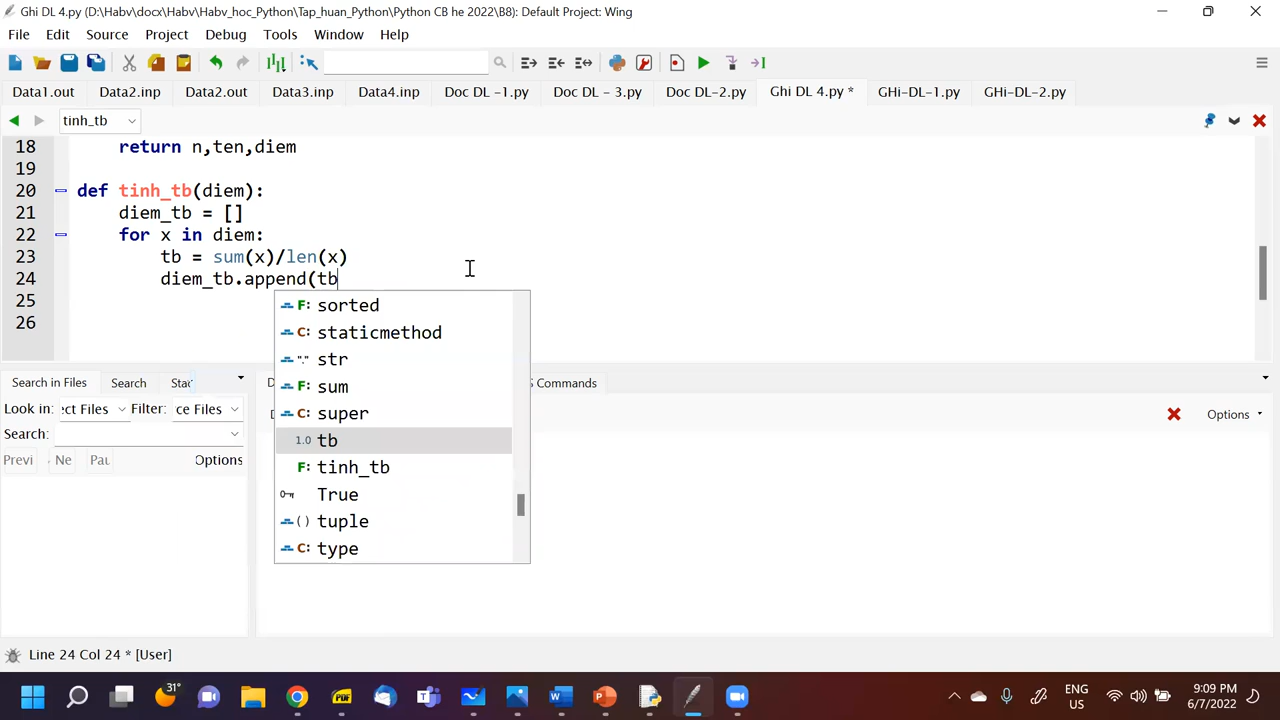 Ghi DL 4.py (D:\Habv\docx\Habv\Habv_hoc_Python\Tap_huan_Python\Python CB he 2022\B8): Default Project: Wing
File Edit Source Project Debug Tools Window Help
Data1.out Data2.inp Data2.out Data3.inp Data4.inp Doc DL -1.py Doc DL - 3.py Doc DL-2.py Ghi DL 4.py * GHi-DL-1.py GHi-DL-2.py
tinh_tb
18 return n,ten,diem
19
20 def tinh_tb(diem):
21 diem_tb = []
22 for x in diem:
23 tb = sum(x)/len(x)
24 diem_tb.append(tb
25
26
F: sorted
C: staticmethod
"." str
F: sum
C: super
1.0 tb
F: tinh_tb
True
() tuple
C: type
Search in Files Search Stac
S Commands
Look in: ect Files Filter: ce Files
Options
Search:
Previ Ne Pau Options
Line 24 Col 24 * [User]
31°
ENG
US
9:09 PM
6/7/2022